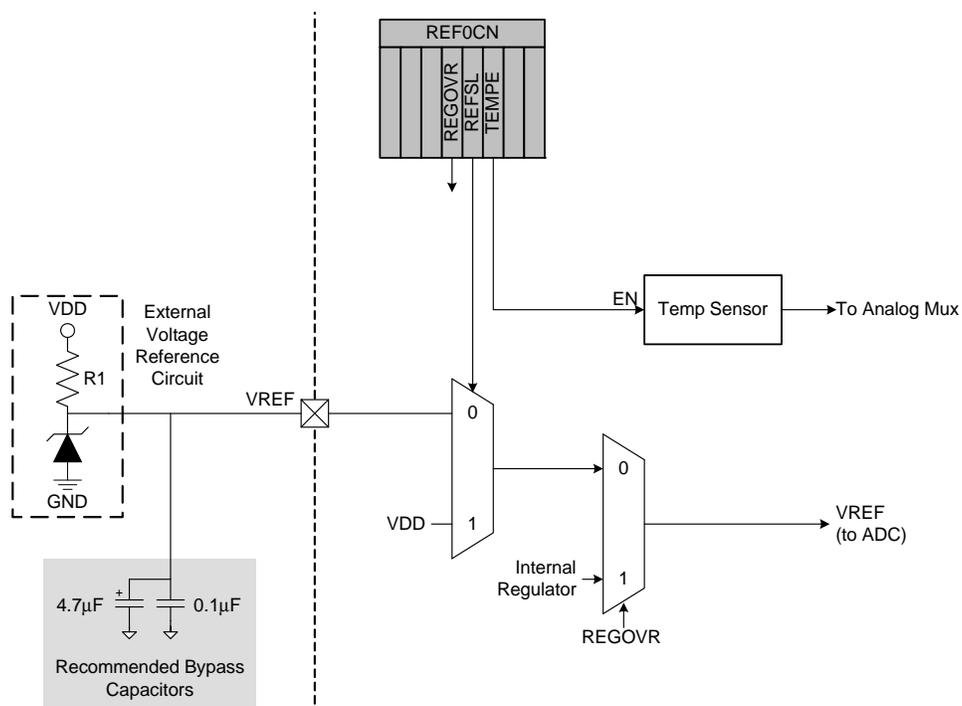 REF0CN
REGOVR
REFSL
TEMPE
EN
Temp Sensor
To Analog Mux
VDD
R1
GND
External
Voltage
Reference
Circuit
VREF
0
1
VDD
0
1
Internal
Regulator
REGOVR
VREF
(to ADC)
4.7μF
+
0.1μF
Recommended Bypass
Capacitors